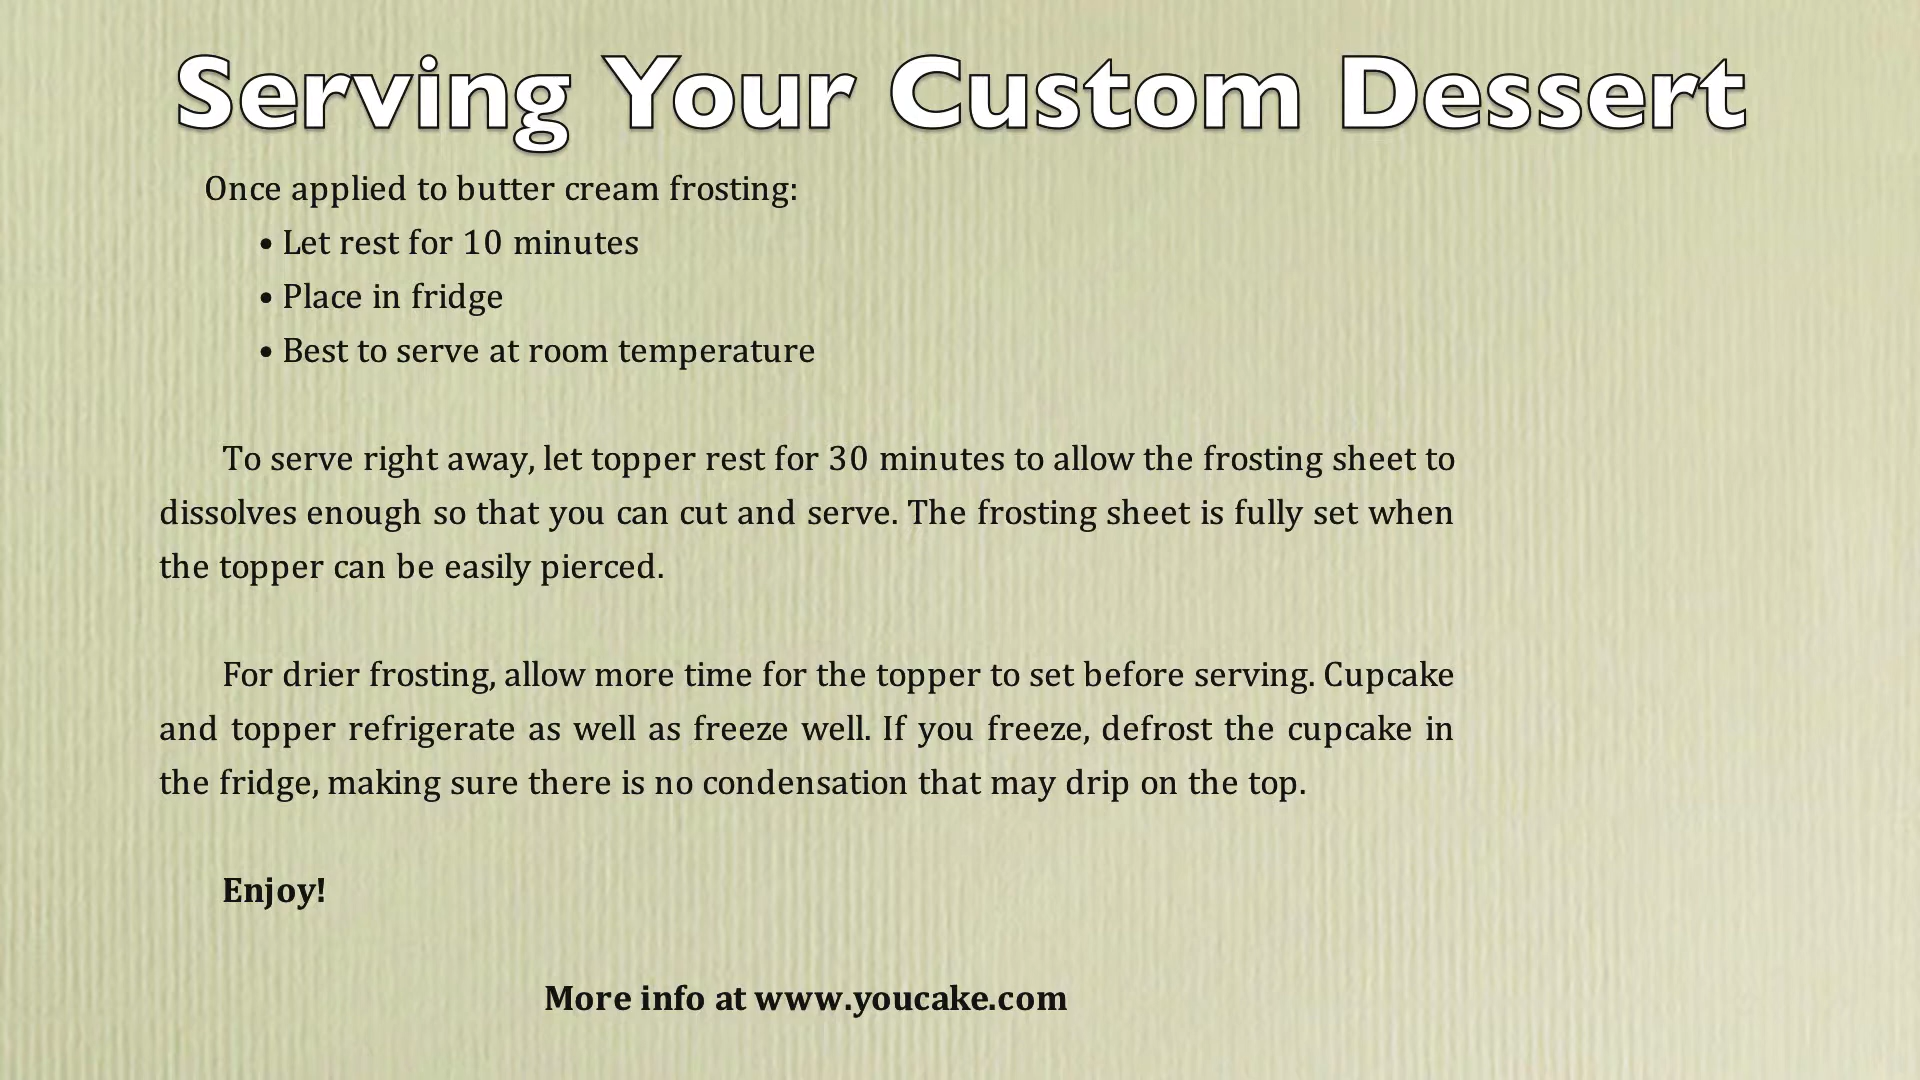 Serving Your Custom Dessert
Once applied to butter cream frosting:
• Let rest for 10 minutes
• Place in fridge
• Best to serve at room temperature
To serve right away, let topper rest for 30 minutes to allow the frosting sheet to
dissolves enough so that you can cut and serve. The frosting sheet is fully set when
the topper can be easily pierced.
For drier frosting, allow more time for the topper to set before serving. Cupcake
and topper refrigerate as well as freeze well. If you freeze, defrost the cupcake in
the fridge, making sure there is no condensation that may drip on the top.
Enjoy!
More info at www.youcake.com